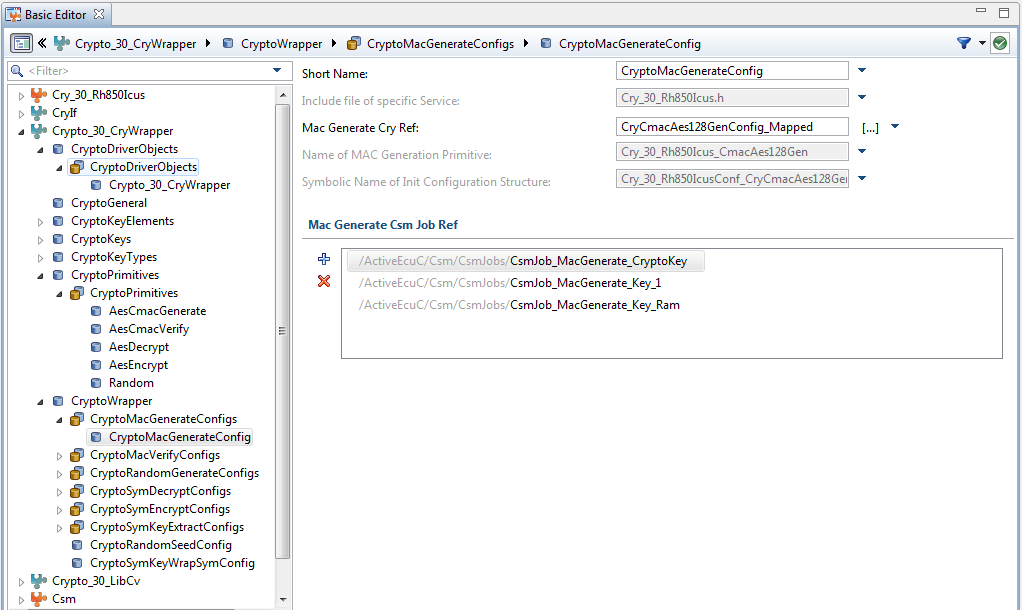 Basic Editor
Crypto_30_CryWrapper CryptoWrapper CryptoMacGenerateConfigs CryptoMacGenerateConfig
<Filter>
Cry_30_Rh850Icus
CryIf
Crypto_30_CryWrapper
CryptoDriverObjects
CryptoDriverObjects
Crypto_30_CryWrapper
CryptoGeneral
CryptoKeyElements
CryptoKeys
CryptoKeyTypes
CryptoPrimitives
CryptoPrimitives
AesCmacGenerate
AesCmacVerify
AesDecrypt
AesEncrypt
Random
CryptoWrapper
CryptoMacGenerateConfigs
CryptoMacGenerateConfig
CryptoMacVerifyConfigs
CryptoRandomGenerateConfigs
CryptoSymDecryptConfigs
CryptoSymEncryptConfigs
CryptoSymKeyExtractConfigs
CryptoRandomSeedConfig
CryptoSymKeyWrapSymConfig
Crypto_30_LibCv
Csm
Short Name: CryptoMacGenerateConfig
Include file of specific Service: Cry_30_Rh850Icus.h
Mac Generate Cry Ref: CryCmacAes128GenConfig_Mapped [...]
Name of MAC Generation Primitive: Cry_30_Rh850Icus_CmacAes128Gen
Symbolic Name of Init Configuration Structure: Cry_30_Rh850IcusConf_CryCmacAes128Ger
Mac Generate Csm Job Ref
/ActiveEcuC/Csm/CsmJobs/CsmJob_MacGenerate_CryptoKey
/ActiveEcuC/Csm/CsmJobs/CsmJob_MacGenerate_Key_1
/ActiveEcuC/Csm/CsmJobs/CsmJob_MacGenerate_Key_Ram